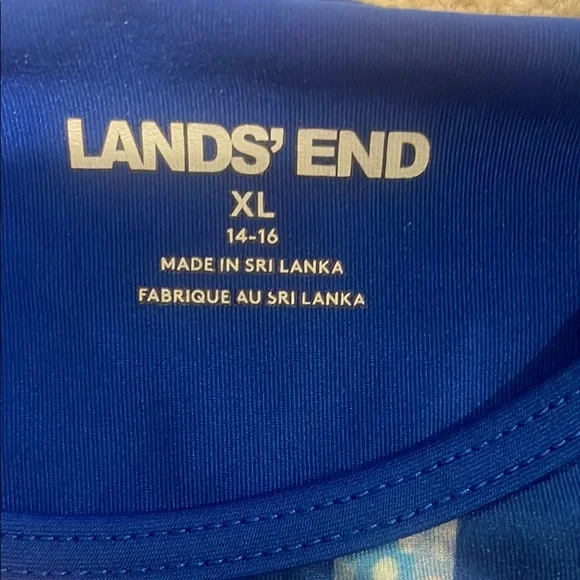 LANDS' END
XL
14-16
MADE IN SRI LANKA
FABRIQUE AU SRI LANKA